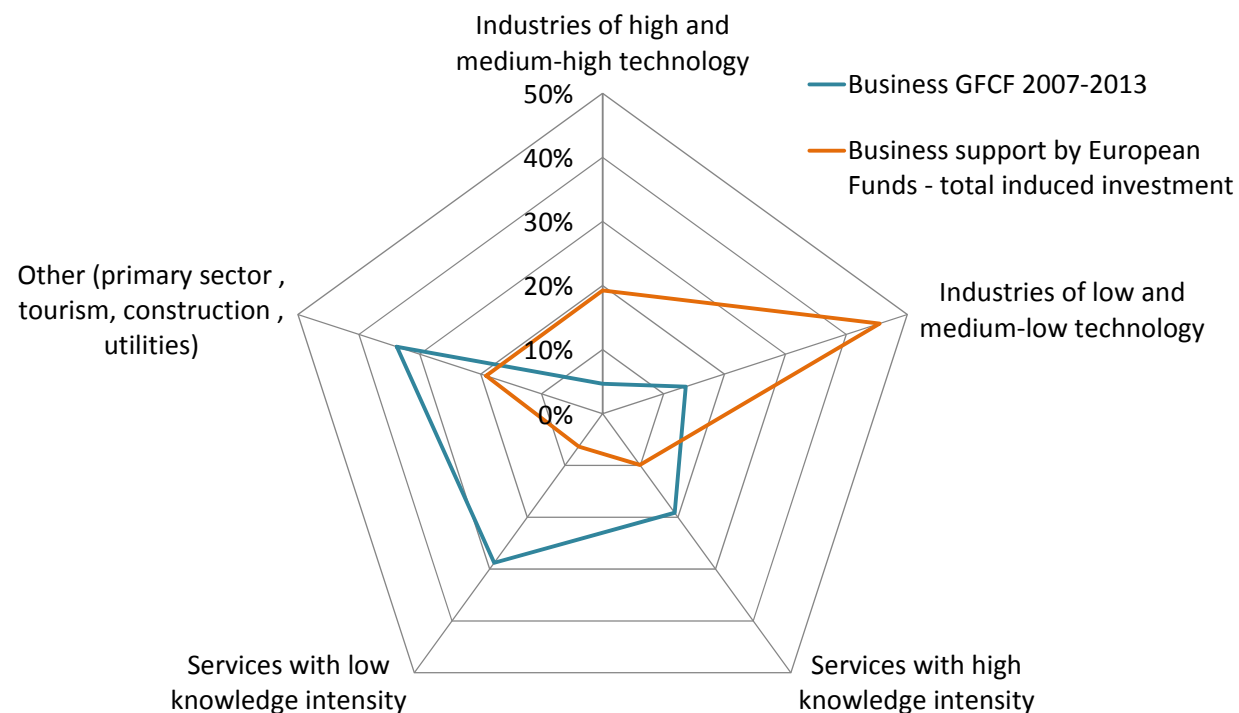 Industries of high and
medium-high technology
50%
40%
30%
20%
10%
0%
Business GFCF 2007-2013
Business support by European
Funds - total induced investment
Other (primary sector ,
tourism, construction ,
utilities)
Industries of low and
medium-low technology
Services with low
knowledge intensity
Services with high
knowledge intensity